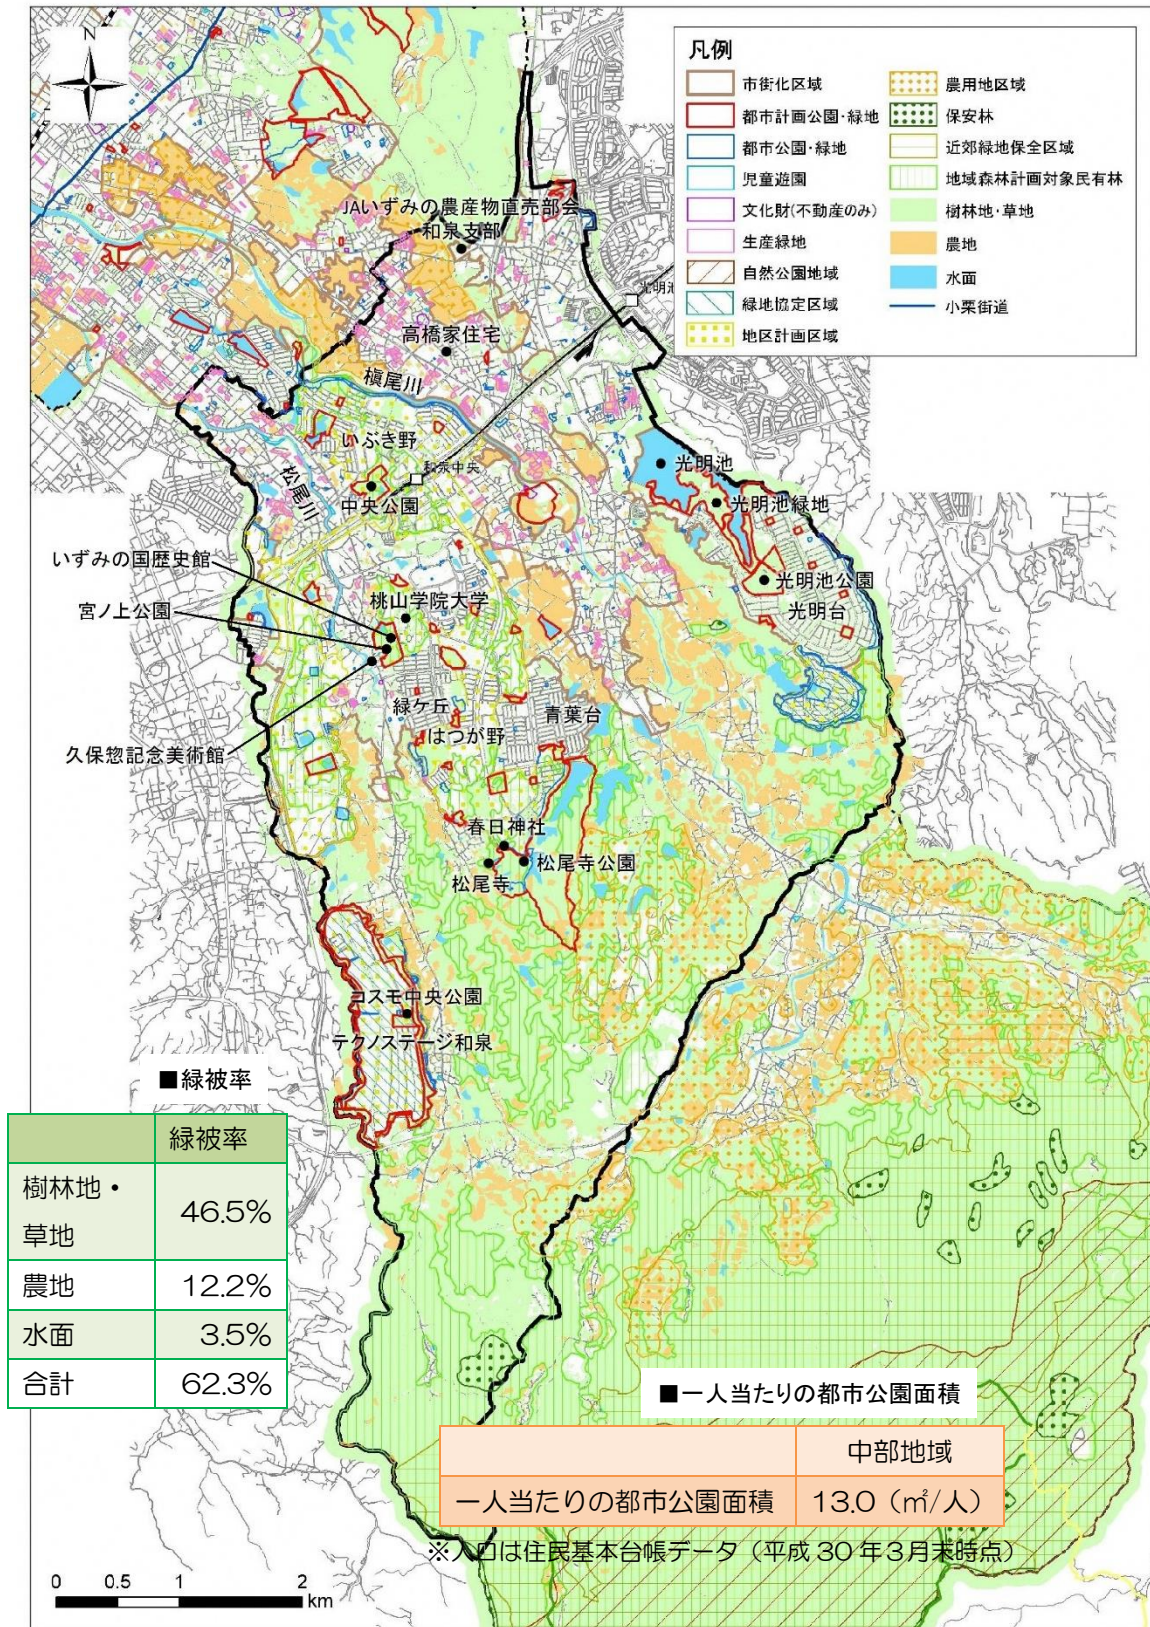 N
凡例
市街化区域
都市計画公園・緑地
都市公園・緑地
児童遊園
文化財(不動産のみ)
生産緑地
自然公園地域
緑地協定区域
地区計画区域
農用地区域
保安林
近郊緑地保全区域
地域森林計画対象民有林
樹林地・草地
農地
水面
小栗街道
JAいずみの農産物直売部会
和泉支部
光明池
高橋家住宅
槇尾川
いぶき野
和泉中央
松尾川
中央公園
光明池
光明池緑地
いずみの国歴史館
光明池公園
宮ノ上公園
桃山学院大学
光明台
緑ケ丘
青葉台
はつが野
久保惣記念美術館
春日神社
松尾寺
松尾寺公園
コスモ中央公園
テクノステージ和泉
■緑被率
緑被率
樹林地・
草地
46.5%
農地 12.2%
水面 3.5%
合計 62.3%
■一人当たりの都市公園面積
中部地域
一人当たりの都市公園面積 13.0（㎡/人）
※人口は住民基本台帳データ（平成 30 年３月末時点）
0 0.5 1 2
km